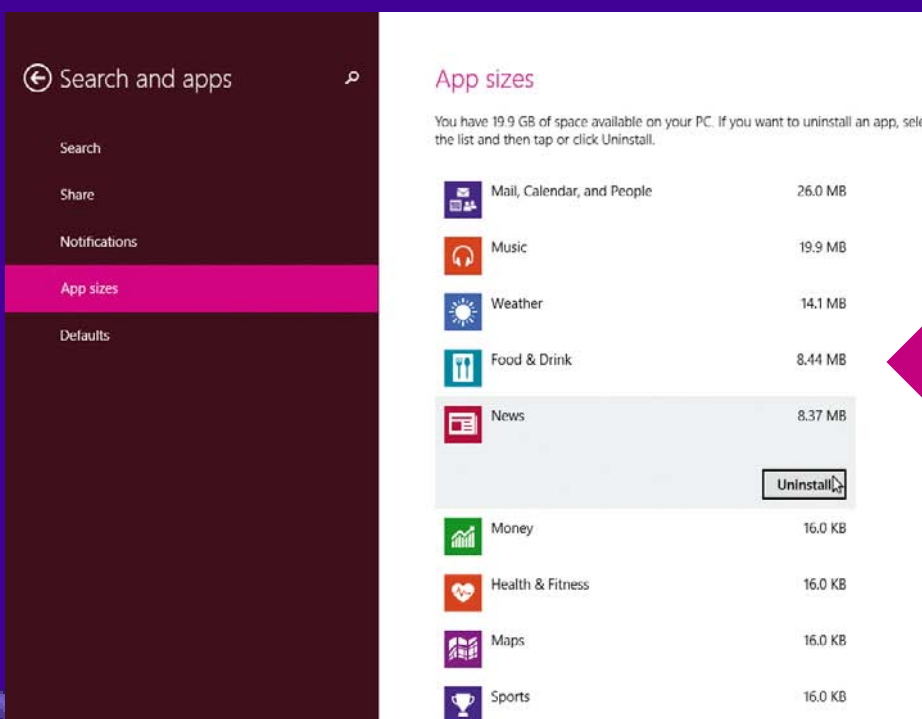 Search and apps
Search
Share
Notifications
App sizes
Defaults
App sizes
You have 19.9 GB of space available on your PC. If you want to uninstall an app, sele
the list and then tap or click Uninstall.
Mail, Calendar, and People 26.0 MB
Music 19.9 MB
Weather 14.1 MB
Food & Drink 8.44 MB
News 8.37 MB
Uninstall
Money 16.0 KB
Health & Fitness 16.0 KB
Maps 16.0 KB
Sports 16.0 KB